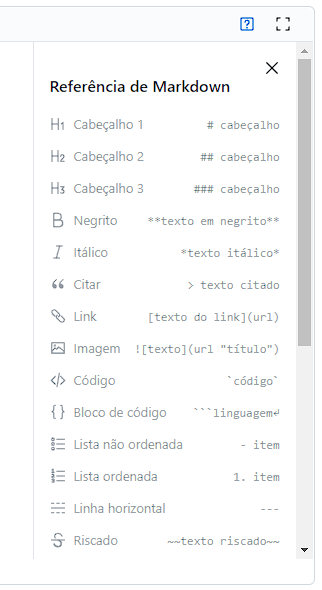 Referência de Markdown
H1 Cabeçalho 1 # cabeçalho
H2 Cabeçalho 2 ## cabeçalho
H3 Cabeçalho 3 ### cabeçalho
B Negrito **texto em negrito**
I Itálico *texto itálico*
Citar > texto citado
Link [texto do link](url)
Imagem ![texto](url "título")
Código `código`
Bloco de código ```linguagem↵
Lista não ordenada - item
Lista ordenada 1. item
Linha horizontal ---
Riscado ~~texto riscado~~